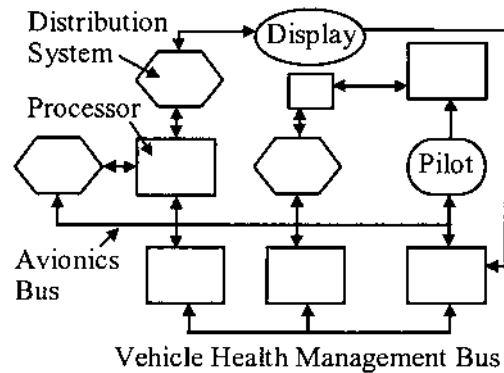 Distribution
System
Display
Processor
Pilot
Avionics
Bus
Vehicle Health Management Bus